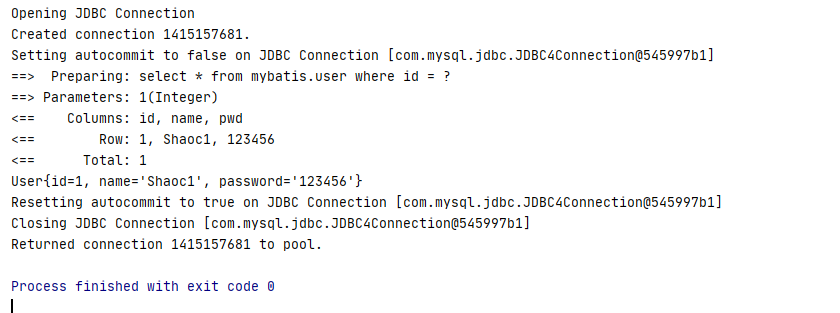 Opening JDBC Connection
Created connection 1415157681.
Setting autocommit to false on JDBC Connection [com.mysql.jdbc.JDBC4Connection@545997b1]
==>  Preparing: select * from mybatis.user where id = ?
==> Parameters: 1(Integer)
<==    Columns: id, name, pwd
<==        Row: 1, Shaoc1, 123456
<==      Total: 1
User{id=1, name='Shaoc1', password='123456'}
Resetting autocommit to true on JDBC Connection [com.mysql.jdbc.JDBC4Connection@545997b1]
Closing JDBC Connection [com.mysql.jdbc.JDBC4Connection@545997b1]
Returned connection 1415157681 to pool.
Process finished with exit code 0